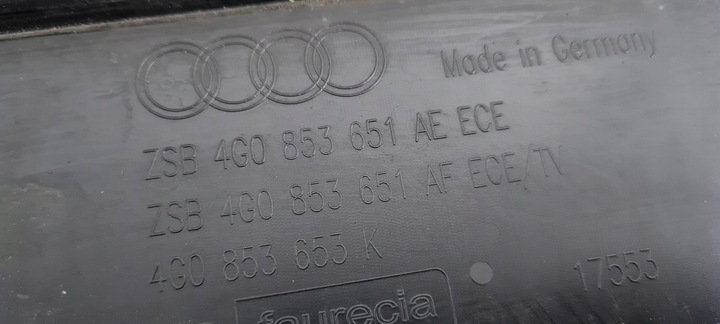 Made in Germany
ZSB 4G0 853 651 AE ECE
ZSB 4G0 853 651 AF ECE/TV
4G0 853 653 K
faurecia
17553